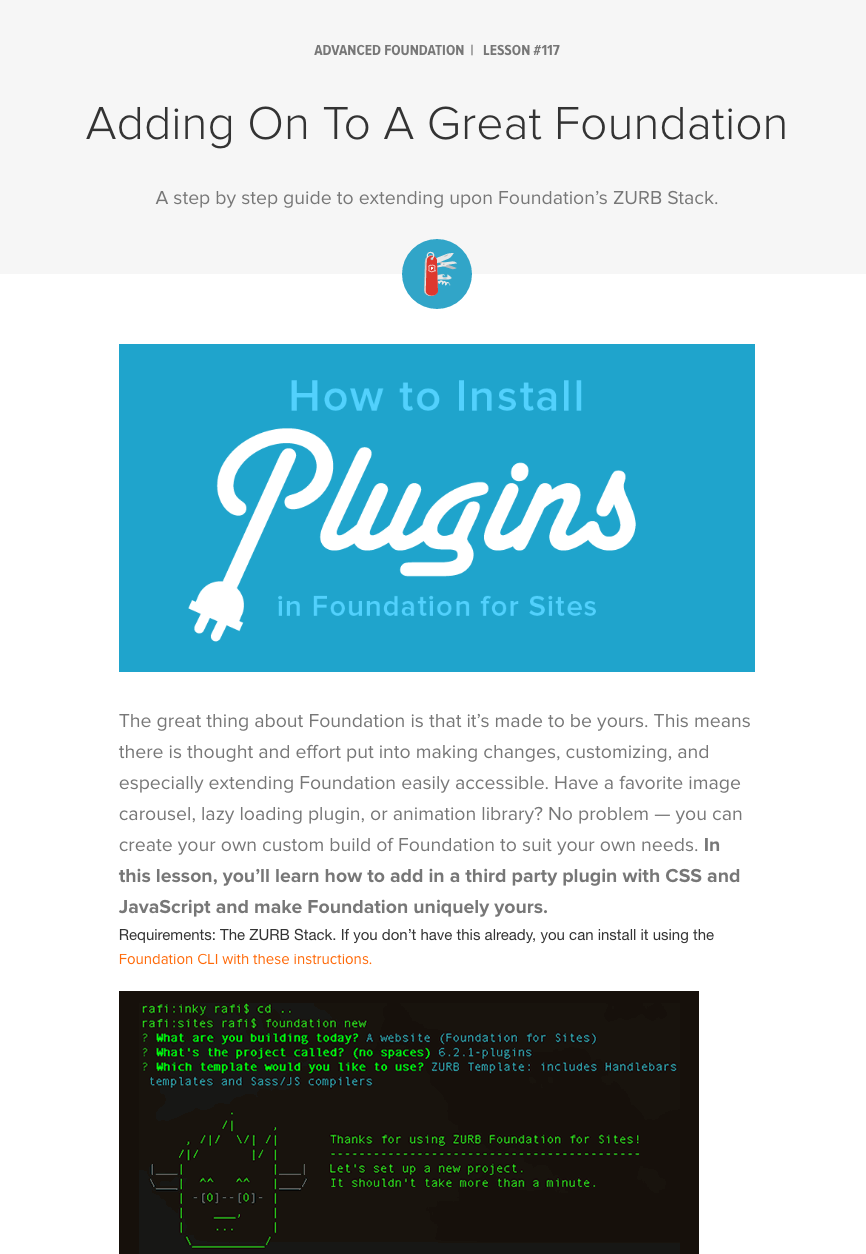 ADVANCED FOUNDATION | LESSON #117
Adding On To A Great Foundation
A step by step guide to extending upon Foundation’s ZURB Stack.
How to Install
Plugins
in Foundation for Sites
The great thing about Foundation is that it’s made to be yours. This means
there is thought and effort put into making changes, customizing, and
especially extending Foundation easily accessible. Have a favorite image
carousel, lazy loading plugin, or animation library? No problem — you can
create your own custom build of Foundation to suit your own needs. In
this lesson, you’ll learn how to add in a third party plugin with CSS and
JavaScript and make Foundation uniquely yours.
Requirements: The ZURB Stack. If you don’t have this already, you can install it using the
Foundation CLI with these instructions.
rafi:inky rafi$ cd ..
rafi:sites rafi$ foundation new
? What are you building today? A website (Foundation for Sites)
? What's the project called? (no spaces) 6.2.1-plugins
? Which template would you like to use? ZURB Template: includes Handlebars
templates and Sass/JS compilers
Thanks for using ZURB Foundation for Sites!
-------------------------------------------
Let's set up a new project.
It shouldn't take more than a minute.